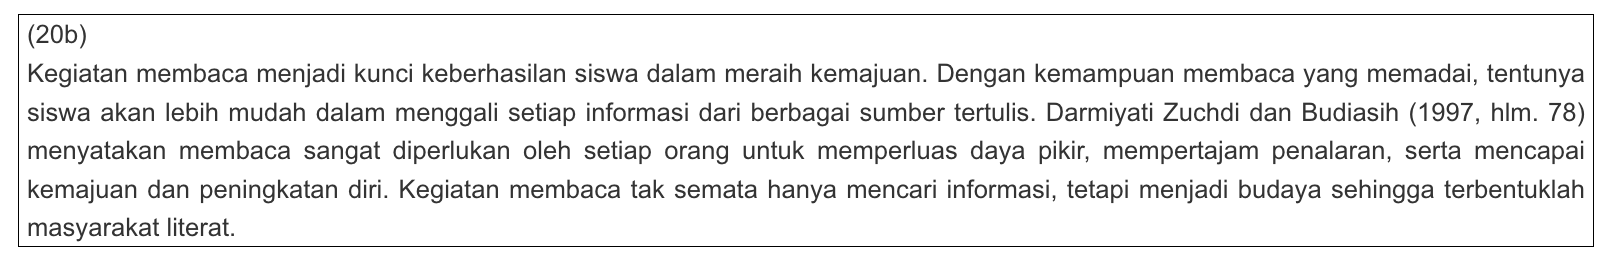 (20b)
Kegiatan membaca menjadi kunci keberhasilan siswa dalam meraih kemajuan. Dengan kemampuan membaca yang memadai, tentunya
siswa akan lebih mudah dalam menggali setiap informasi dari berbagai sumber tertulis. Darmiyati Zuchdi dan Budiasih (1997, hlm. 78)
menyatakan membaca sangat diperlukan oleh setiap orang untuk memperluas daya pikir, mempertajam penalaran, serta mencapai
kemajuan dan peningkatan diri. Kegiatan membaca tak semata hanya mencari informasi, tetapi menjadi budaya sehingga terbentuklah
masyarakat literat.